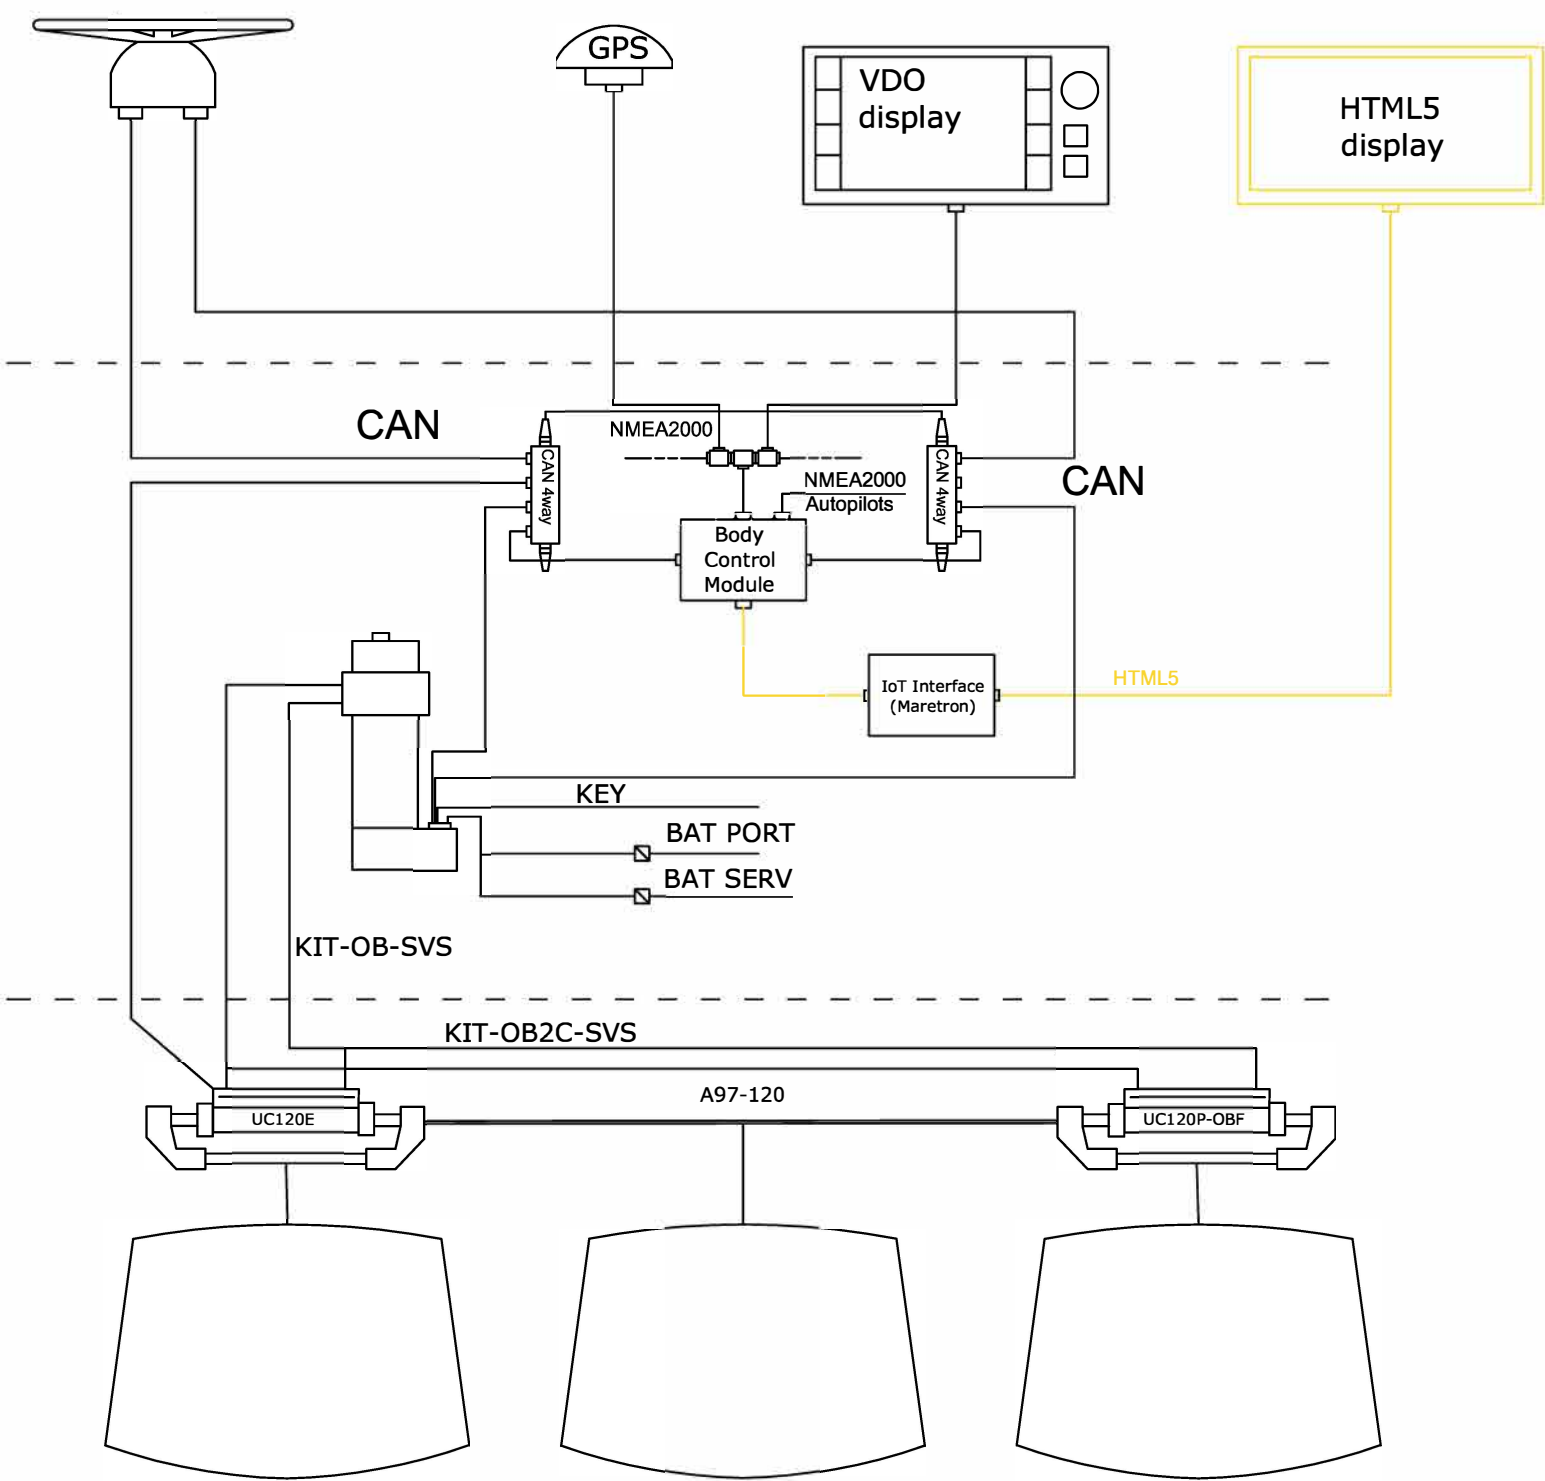 GPS
VDO
display
HTML5
display
CAN
NMEA2000
CAN 4way
CAN 4way
CAN
NMEA2000
Autopilots
Body
Control
Module
IoT Interface
(Maretron)
HTML5
KEY
BAT PORT
BAT SERV
KIT-OB-SVS
KIT-OB2C-SVS
A97-120
UC120E
UC120P-OBF